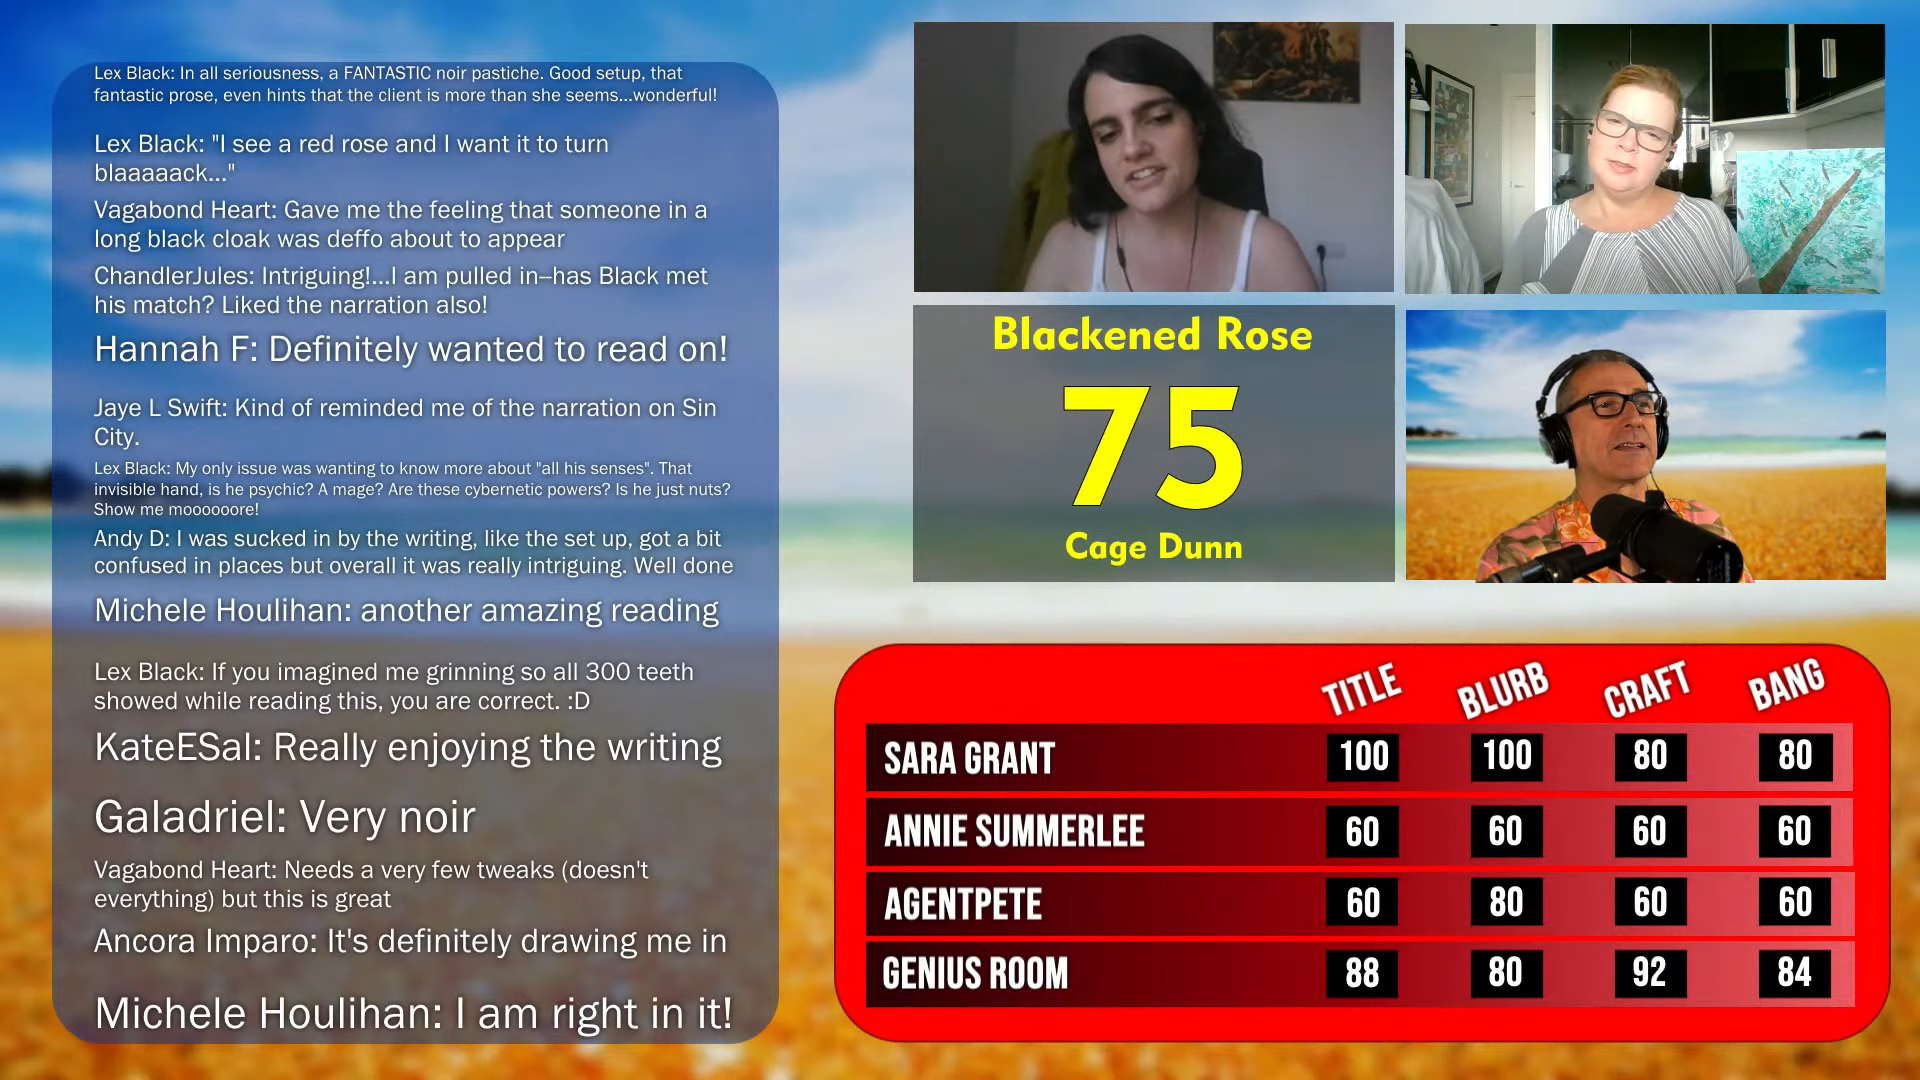 Lex Black: In all seriousness, a FANTASTIC noir pastiche. Good setup, that
fantastic prose, even hints that the client is more than she seems...wonderful!
Lex Black: "I see a red rose and I want it to turn
blaaaaack..."
Vagabond Heart: Gave me the feeling that someone in a
long black cloak was deffo about to appear
ChandlerJules: Intriguing!...I am pulled in--has Black met
his match? Liked the narration also!
Hannah F: Definitely wanted to read on!
Jaye L Swift: Kind of reminded me of the narration on Sin
City.
Lex Black: My only issue was wanting to know more about "all his senses". That
invisible hand, is he psychic? A mage? Are these cybernetic powers? Is he just nuts?
Show me moooooore!
Andy D: I was sucked in by the writing, like the set up, got a bit
confused in places but overall it was really intriguing. Well done
Michele Houlihan: another amazing reading
Lex Black: If you imagined me grinning so all 300 teeth
showed while reading this, you are correct. :D
KateESal: Really enjoying the writing
Galadriel: Very noir
Vagabond Heart: Needs a very few tweaks (doesn't
everything) but this is great
Ancora Imparo: It's definitely drawing me in
Michele Houlihan: I am right in it!
Blackened Rose
75
Cage Dunn
TITLE BLURB CRAFT BANG
SARA GRANT 100 100 80 80
ANNIE SUMMERLEE 60 60 60 60
AGENTPETE 60 80 60 60
GENIUS ROOM 88 80 92 84